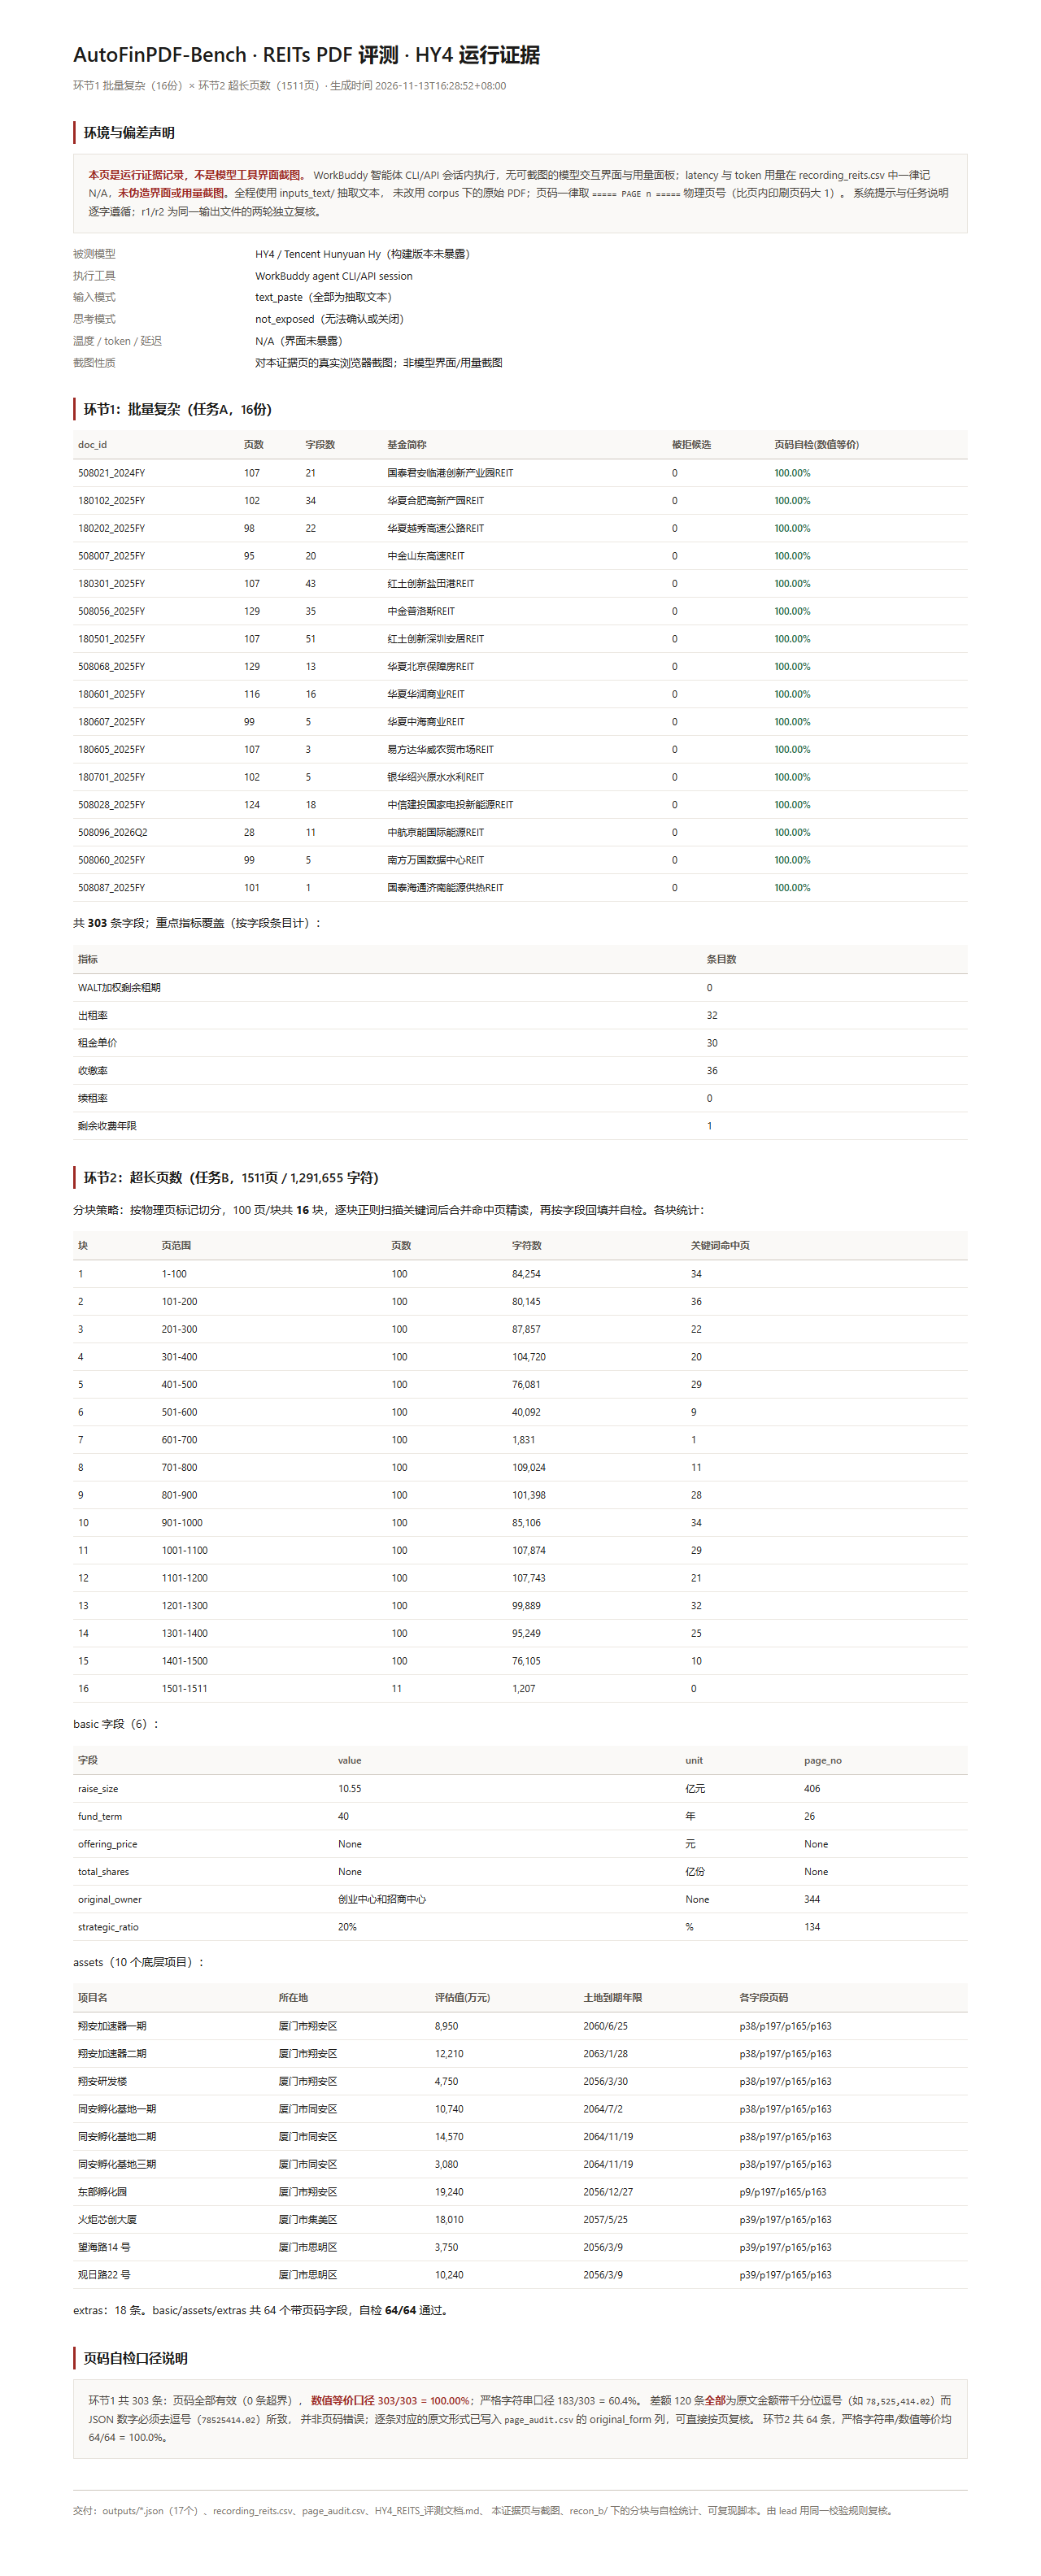 AutoFinPDF-Bench · REITs PDF 评测 · HY4 运行证据
环节1 批量复杂（16份）× 环节2 超长页数（1511页）· 生成时间 2026-11-13T16:28:52+08:00
环境与偏差声明
本页是运行证据记录，不是模型工具界面截图。 WorkBuddy 智能体 CLI/API 会话内执行，无可截图的模型交互界面与用量面板；latency 与 token 用量在 recording_reits.csv 中一律记
N/A，未伪造界面或用量截图。全程使用 inputs_text/ 抽取文本， 未改用 corpus 下的原始 PDF；页码一律取 ===== PAGE n ===== 物理页号（比页内印刷页码大 1）。 系统提示与任务说明
逐字遵循；r1/r2 为同一输出文件的两轮独立复核。
被测模型 HY4 / Tencent Hunyuan Hy（构建版本未暴露）
执行工具 WorkBuddy agent CLI/API session
输入模式 text_paste（全部为抽取文本）
思考模式 not_exposed（无法确认或关闭）
温度 / token / 延迟 N/A（界面未暴露）
截图性质 对本证据页的真实浏览器截图；非模型界面/用量截图
环节1：批量复杂（任务A，16份）
doc_id 页数 字段数 基金简称 被拒候选 页码自检(数值等价)
508021_2024FY 107 21 国泰君安临港创新产业园REIT 0 100.00%
180102_2025FY 102 34 华夏合肥高新产园REIT 0 100.00%
180202_2025FY 98 22 华夏越秀高速公路REIT 0 100.00%
508007_2025FY 95 20 中金山东高速REIT 0 100.00%
180301_2025FY 107 43 红土创新盐田港REIT 0 100.00%
508056_2025FY 129 35 中金普洛斯REIT 0 100.00%
180501_2025FY 107 51 红土创新深圳安居REIT 0 100.00%
508068_2025FY 129 13 华夏北京保障房REIT 0 100.00%
180601_2025FY 116 16 华夏华润商业REIT 0 100.00%
180607_2025FY 99 5 华夏中海商业REIT 0 100.00%
180605_2025FY 107 3 易方达华威农贸市场REIT 0 100.00%
180701_2025FY 102 5 银华绍兴原水水利REIT 0 100.00%
508028_2025FY 124 18 中信建投国家电投新能源REIT 0 100.00%
508096_2026Q2 28 11 中航京能国际能源REIT 0 100.00%
508060_2025FY 99 5 南方万国数据中心REIT 0 100.00%
508087_2025FY 101 1 国泰海通济南能源供热REIT 0 100.00%
共 303 条字段；重点指标覆盖（按字段条目计）：
指标 条目数
WALT加权剩余租期 0
出租率 32
租金单价 30
收缴率 36
续租率 0
剩余收费年限 1
环节2：超长页数（任务B，1511页 / 1,291,655 字符）
分块策略：按物理页标记切分，100 页/块共 16 块，逐块正则扫描关键词后合并命中页精读，再按字段回填并自检。各块统计：
块 页范围 页数 字符数 关键词命中页
1 1-100 100 84,254 34
2 101-200 100 80,145 36
3 201-300 100 87,857 22
4 301-400 100 104,720 20
5 401-500 100 76,081 29
6 501-600 100 40,092 9
7 601-700 100 1,831 1
8 701-800 100 109,024 11
9 801-900 100 101,398 28
10 901-1000 100 85,106 34
11 1001-1100 100 107,874 29
12 1101-1200 100 107,743 21
13 1201-1300 100 99,889 32
14 1301-1400 100 95,249 25
15 1401-1500 100 76,105 10
16 1501-1511 11 1,207 0
basic 字段（6）：
字段 value unit page_no
raise_size 10.55 亿元 406
fund_term 40 年 26
offering_price None 元 None
total_shares None 亿份 None
original_owner 创业中心和招商中心 None 344
strategic_ratio 20% % 134
assets（10 个底层项目）：
项目名 所在地 评估值(万元) 土地到期年限 各字段页码
翔安加速器一期 厦门市翔安区 8,950 2060/6/25 p38/p197/p165/p163
翔安加速器二期 厦门市翔安区 12,210 2063/1/28 p38/p197/p165/p163
翔安研发楼 厦门市翔安区 4,750 2056/3/30 p38/p197/p165/p163
同安孵化基地一期 厦门市同安区 10,740 2064/7/2 p38/p197/p165/p163
同安孵化基地二期 厦门市同安区 14,570 2064/11/19 p38/p197/p165/p163
同安孵化基地三期 厦门市同安区 3,080 2064/11/19 p38/p197/p165/p163
东部孵化园 厦门市翔安区 19,240 2056/12/27 p9/p197/p165/p163
火炬芯创大厦 厦门市集美区 18,010 2057/5/25 p39/p197/p165/p163
望海路14 号 厦门市思明区 3,750 2056/3/9 p39/p197/p165/p163
观日路22 号 厦门市思明区 10,240 2056/3/9 p39/p197/p165/p163
extras：18 条。basic/assets/extras 共 64 个带页码字段，自检 64/64 通过。
页码自检口径说明
环节1 共 303 条：页码全部有效（0 条超界）， 数值等价口径 303/303 = 100.00%；严格字符串口径 183/303 = 60.4%。 差额 120 条全部为原文金额带千分位逗号（如 78,525,414.02）而
JSON 数字必须去逗号（78525414.02）所致， 并非页码错误；逐条对应的原文形式已写入 page_audit.csv 的 original_form 列，可直接按页复核。 环节2 共 64 条，严格字符串/数值等价均
64/64 = 100.0%。
交付：outputs/*.json（17个）、recording_reits.csv、page_audit.csv、HY4_REITS_评测文档.md、 本证据页与截图、recon_b/ 下的分块与自检统计、可复现脚本。由 lead 用同一校验规则复核。